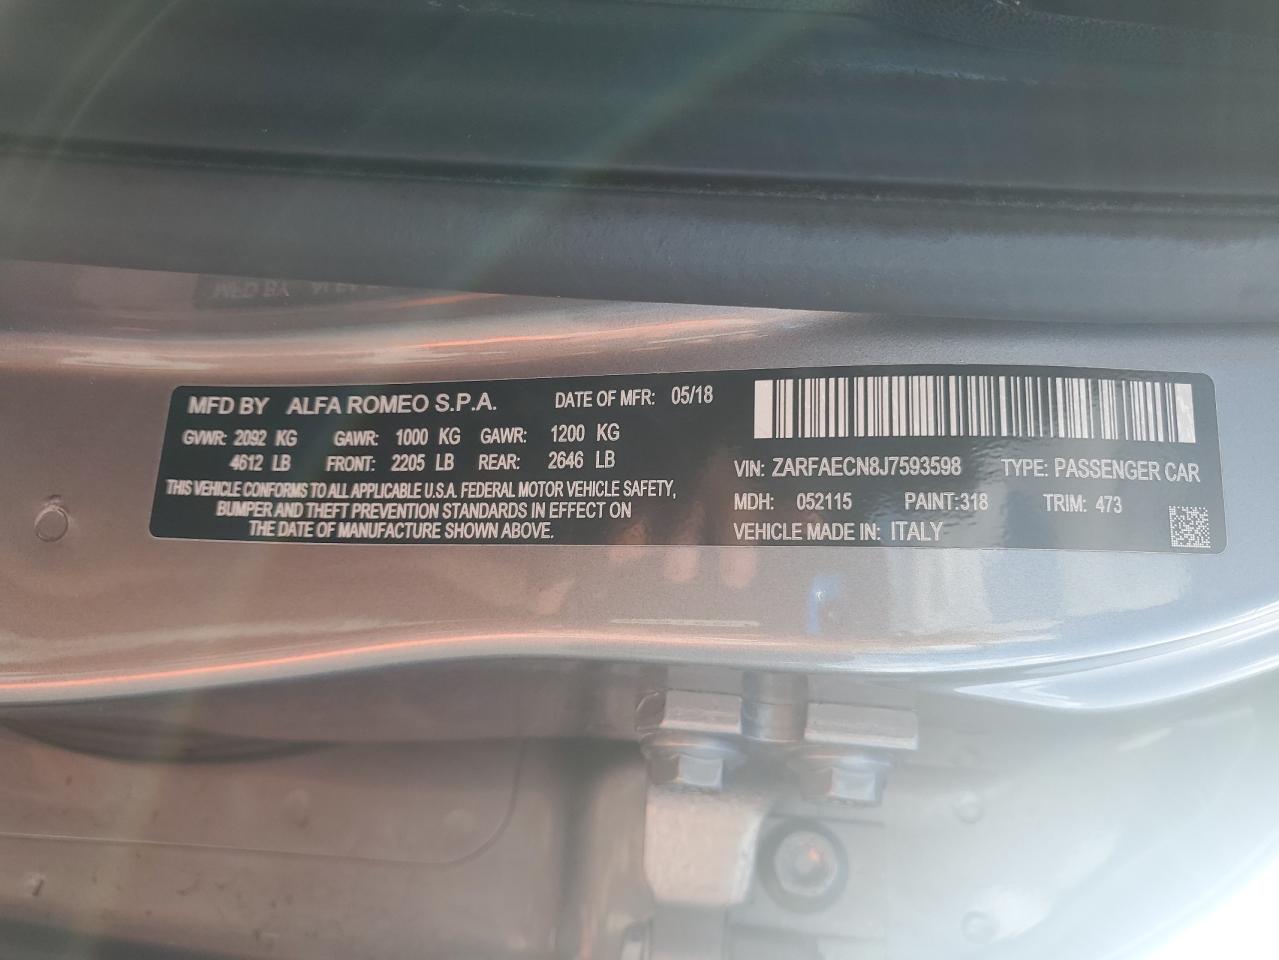 MFD BY ALFA ROMEO S.P.A. DATE OF MFR: 05/18
GVWR: 2092 KG GAWR: 1000 KG GAWR: 1200 KG
4612 LB FRONT: 2205 LB REAR: 2646 LB
THIS VEHICLE CONFORMS TO ALL APPLICABLE U.S.A. FEDERAL MOTOR VEHICLE SAFETY,
BUMPER AND THEFT PREVENTION STANDARDS IN EFFECT ON
THE DATE OF MANUFACTURE SHOWN ABOVE.
VIN: ZARFAECN8J7593598 TYPE: PASSENGER CAR
MDH: 052115 PAINT:318 TRIM: 473
VEHICLE MADE IN: ITALY